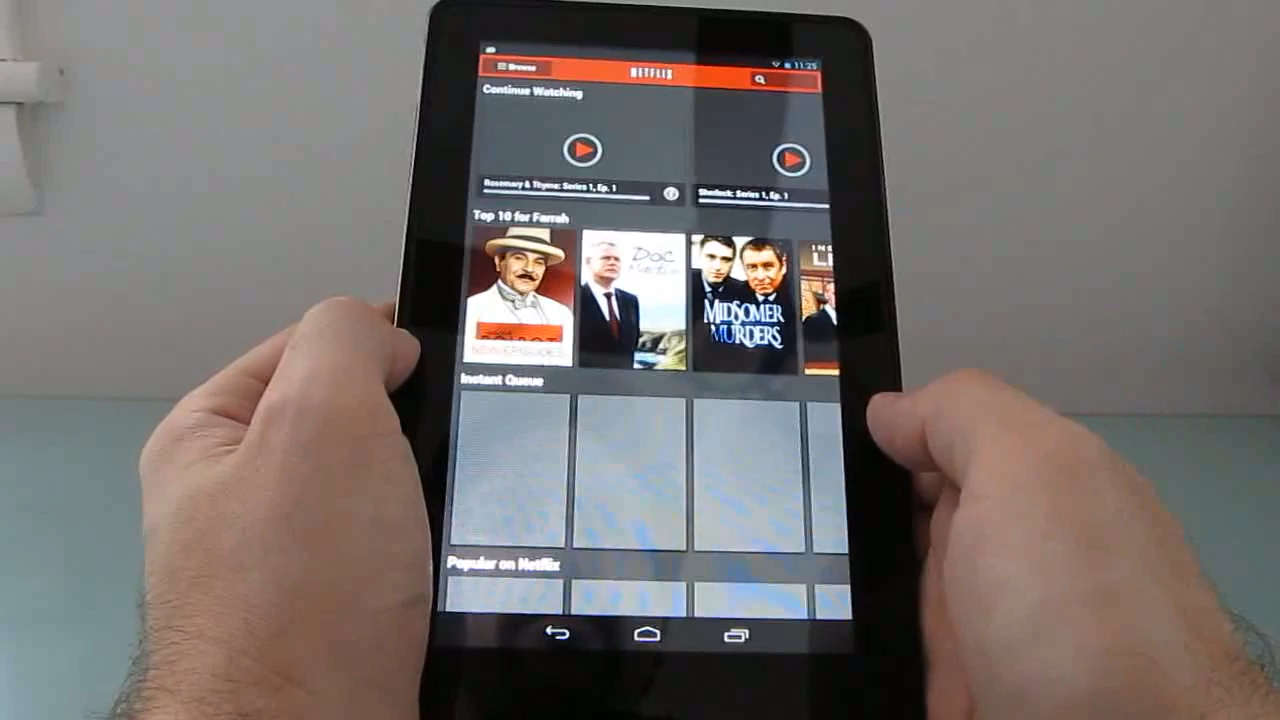 11:25
Browse
NETFLIX
Continue Watching
Rosemary & Thyme: Series 1, Ep. 1
Sherlock: Series 1, Ep. 1
Top 10 for Farrah
DOC
Martin
MIDSOMER
MURDERS
Instant Queue
Popular on Netflix